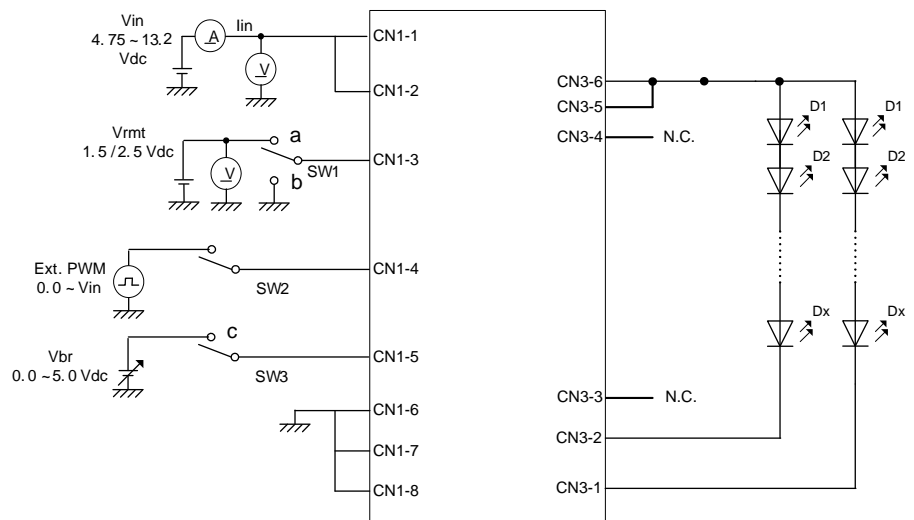 Vin
4.75~13.2
Vdc
A
Iin
V
CN1-1
CN1-2
Vrmt
1.5/2.5 Vdc
V
a
b
SW1
CN1-3
Ext. PWM
0.0~Vin
SW2
CN1-4
Vbr
0.0~5.0 Vdc
c
SW3
CN1-5
CN1-6
CN1-7
CN1-8
CN3-6
CN3-5
CN3-4
N.C.
D1
D1
D2
D2
Dx
Dx
CN3-3
N.C.
CN3-2
CN3-1